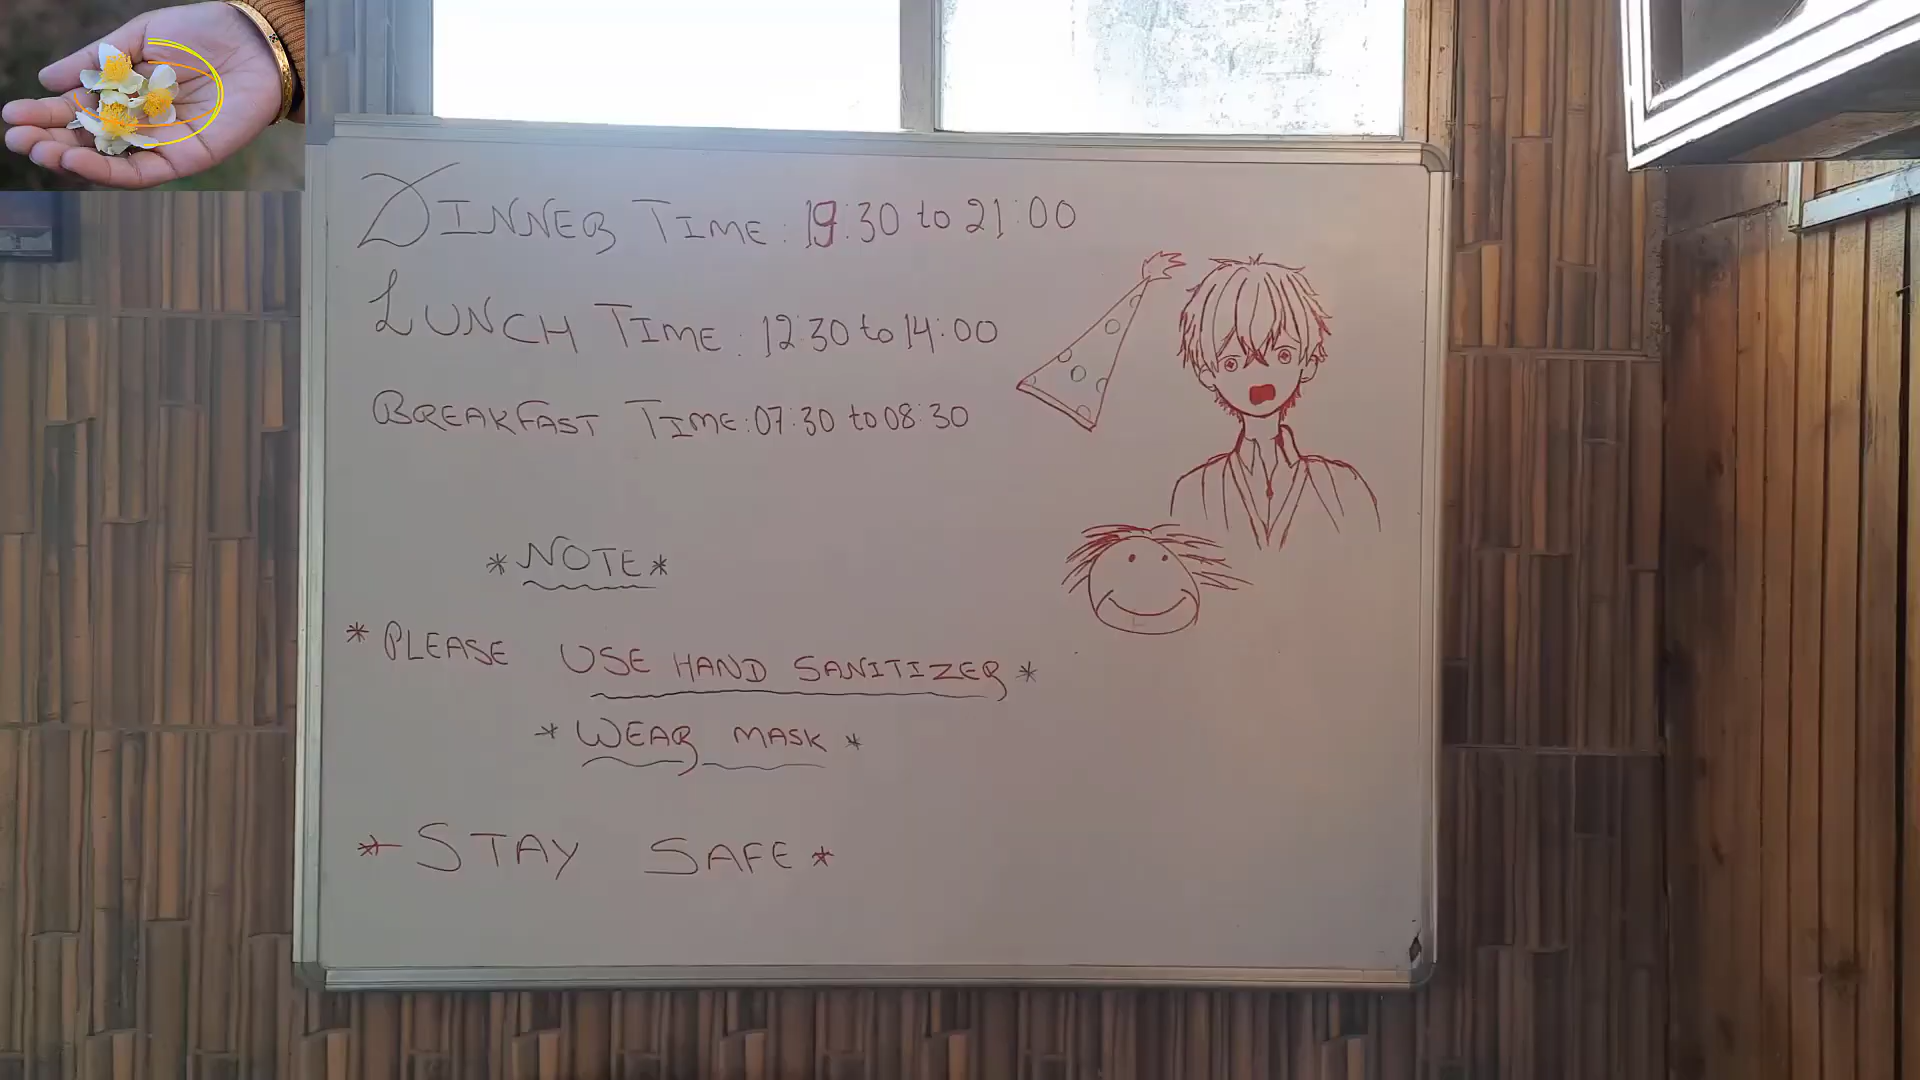 DINNER TIME: 19:30 to 21:00
LUNCH TIME: 12:30 to 14:00
BREAKFAST TIME: 07:30 to 08:30
*NOTE*
* PLEASE USE HAND SANITIZER *
* WEAR MASK *
* STAY SAFE *